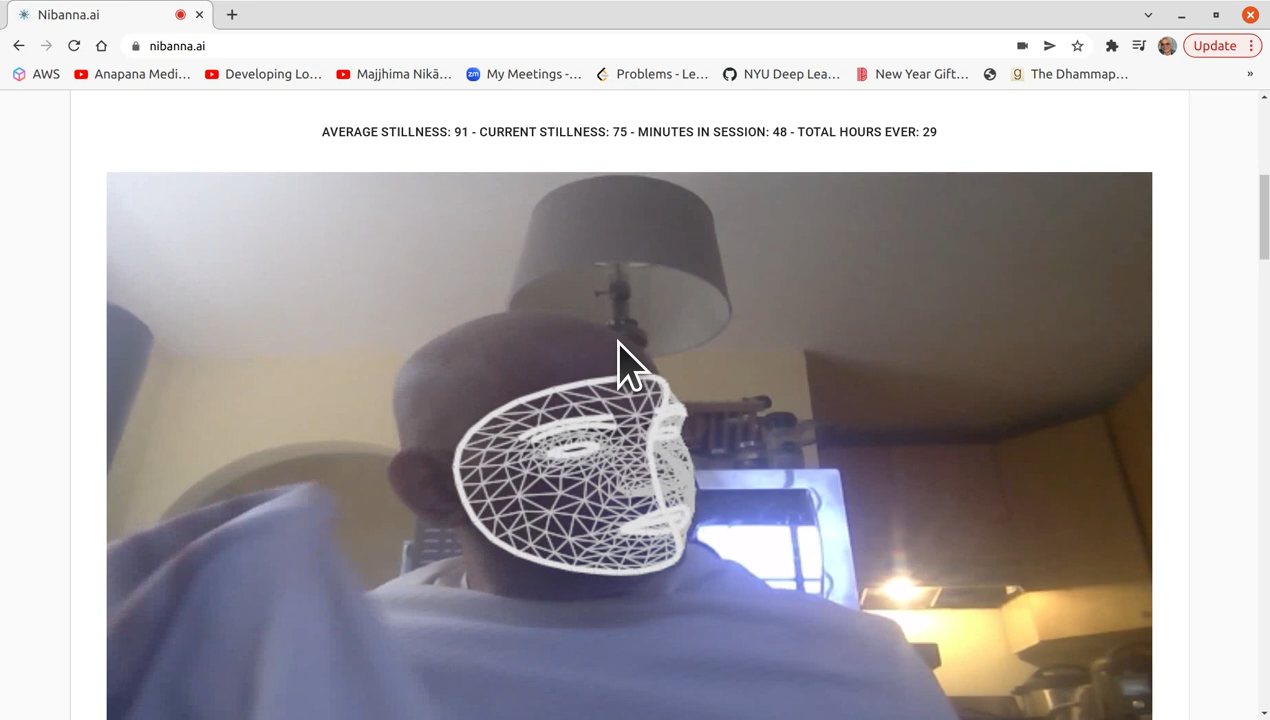 Nibanna.ai
nibanna.ai
Update
AWS
Anapana Medi...
Developing Lo...
Majjhima Nikā...
zm
My Meetings -...
Problems - Le...
NYU Deep Lea...
New Year Gift...
g
The Dhammap...
»
AVERAGE STILLNESS: 91 - CURRENT STILLNESS: 75 - MINUTES IN SESSION: 48 - TOTAL HOURS EVER: 29